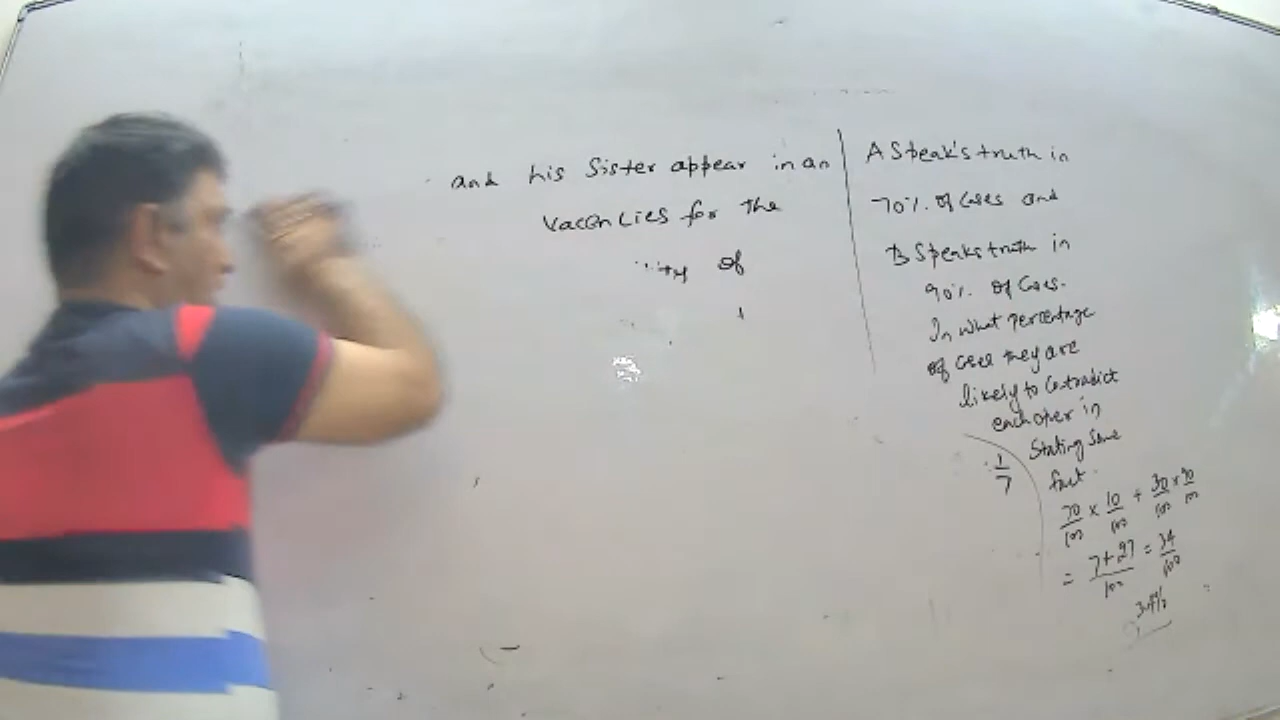 and his Sister appear in an
vacancies for the
of
A Speak's truth in
70%. of Cases and
B Speaks truth in
90%. of Cases.
In what percentage
of cases they are
likely to Contradict
each other in
Stating Same
fact.
1/7
70/100 × 10/100 + 30/100 × 90/100
= 7+27/100 = 34/100
34%